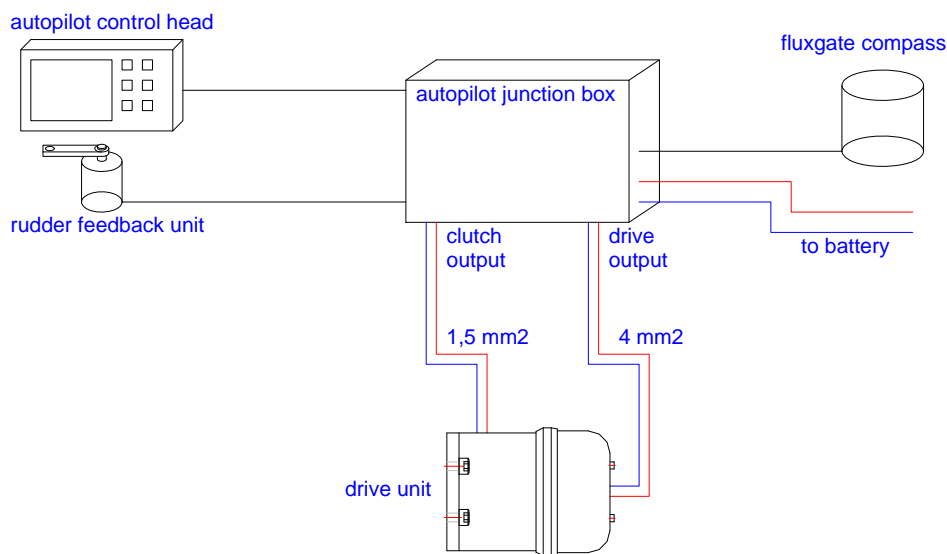 autopilot control head
fluxgate compass
autopilot junction box
rudder feedback unit
clutch
output
drive
output
to battery
1,5 mm2
4 mm2
drive unit